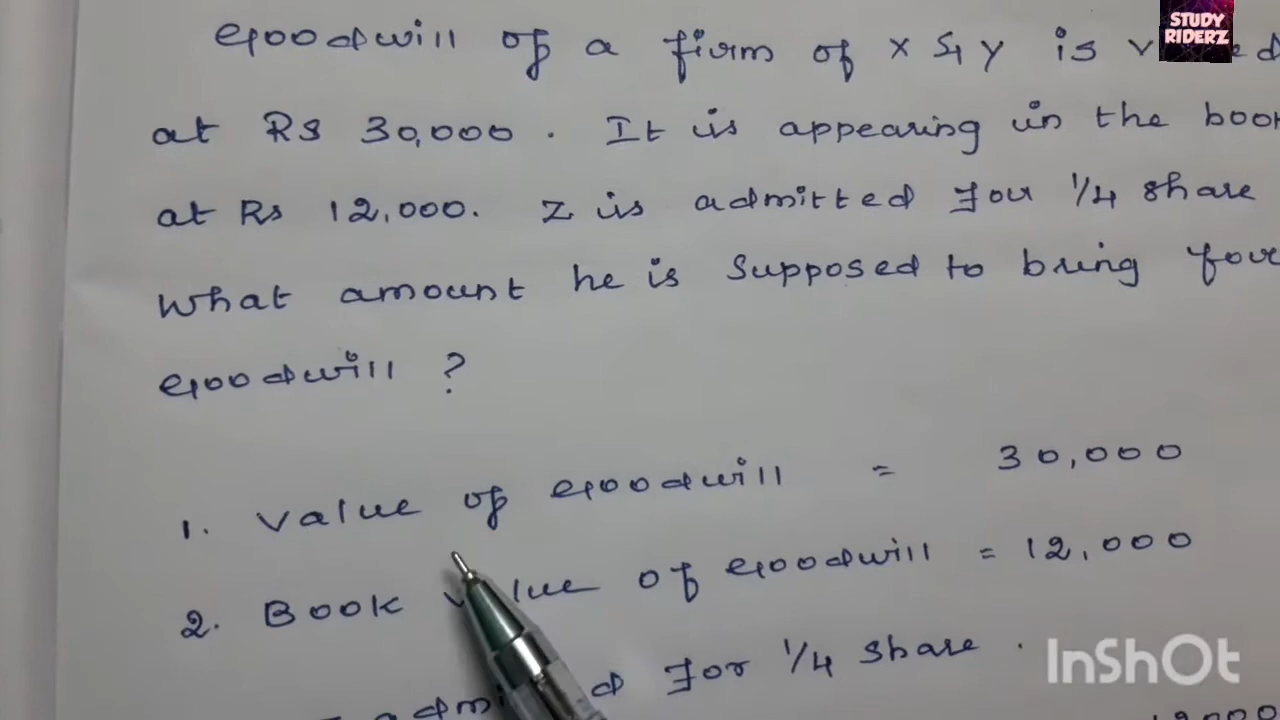 STUDY
RIDERZ
Goodwill of a firm of X & Y is
at Rs 30,000. It is appearing in the book
at Rs 12,000. Z is admitted for 1/4 share
What amount he is supposed to bring for
Goodwill ?
1. Value of Goodwill = 30,000
2. Book value of Goodwill = 12,000
for 1/4 share.
InShOt